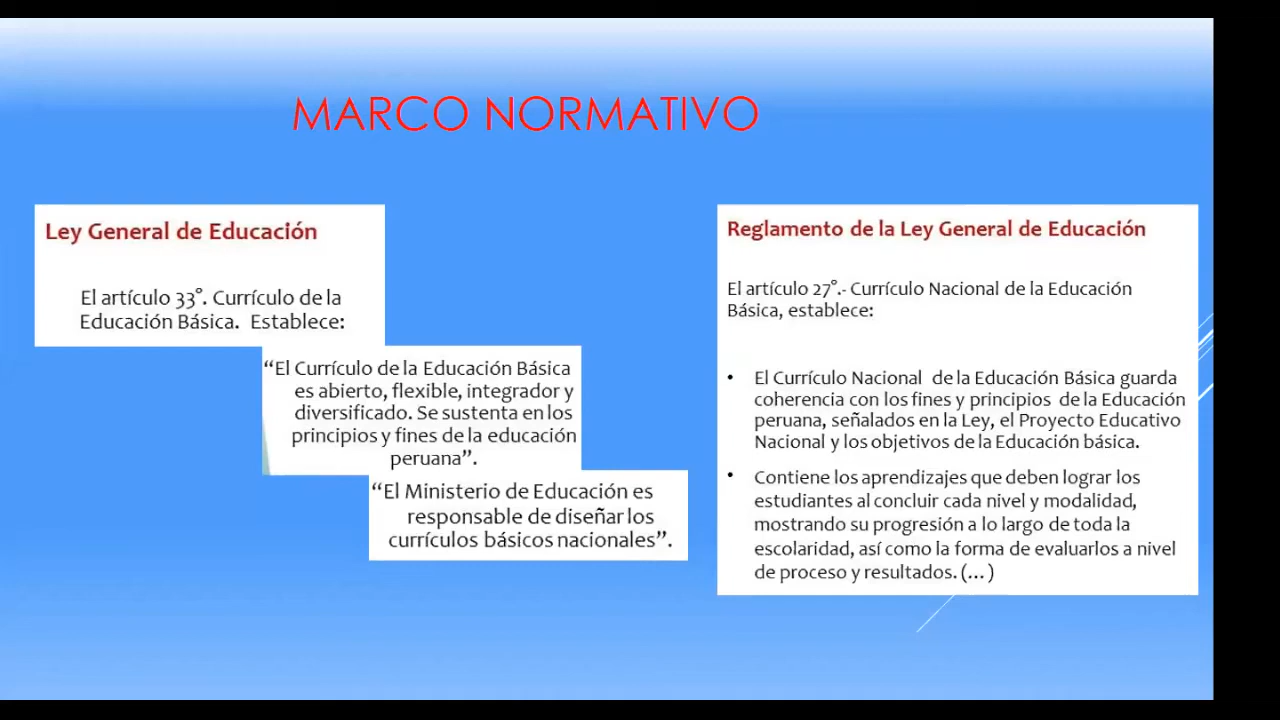 MARCO NORMATIVO
Ley General de Educación
El artículo 33°. Currículo de la
Educación Básica. Establece:
“El Currículo de la Educación Básica
es abierto, flexible, integrador y
diversificado. Se sustenta en los
principios y fines de la educación
peruana”.
“El Ministerio de Educación es
responsable de diseñar los
currículos básicos nacionales”.
Reglamento de la Ley General de Educación
El artículo 27°.- Currículo Nacional de la Educación
Básica, establece:
• El Currículo Nacional de la Educación Básica guarda
coherencia con los fines y principios de la Educación
peruana, señalados en la Ley, el Proyecto Educativo
Nacional y los objetivos de la Educación básica.
• Contiene los aprendizajes que deben lograr los
estudiantes al concluir cada nivel y modalidad,
mostrando su progresión a lo largo de toda la
escolaridad, así como la forma de evaluarlos a nivel
de proceso y resultados. (... )